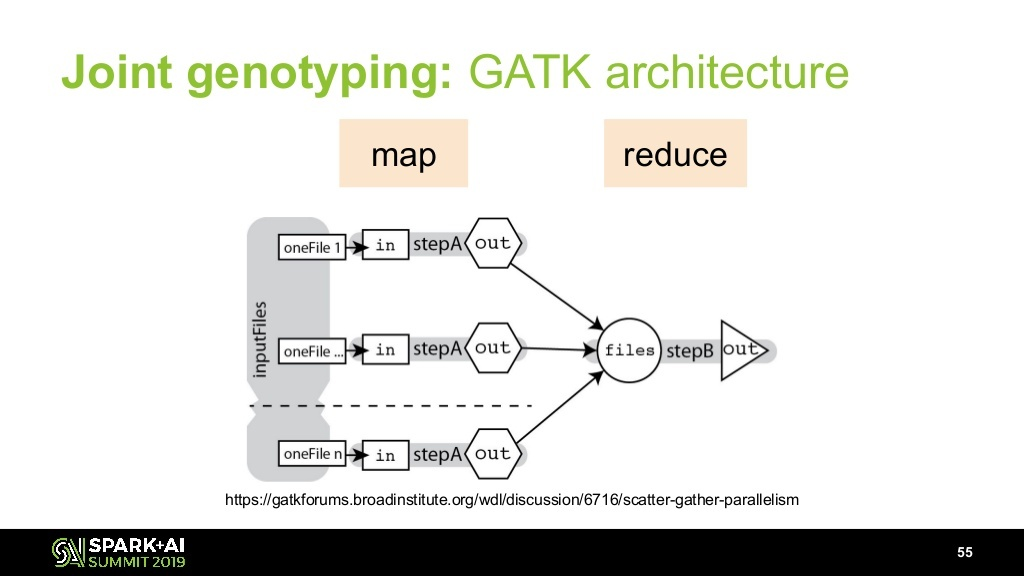 Joint genotyping: GATK architecture
map
reduce
inputFiles
oneFile 1
in
stepA
out
oneFile ...
in
stepA
out
oneFile n
in
stepA
out
files
stepB
out
https://gatkforums.broadinstitute.org/wdl/discussion/6716/scatter-gather-parallelism
SPARK+AI
SUMMIT 2019
55